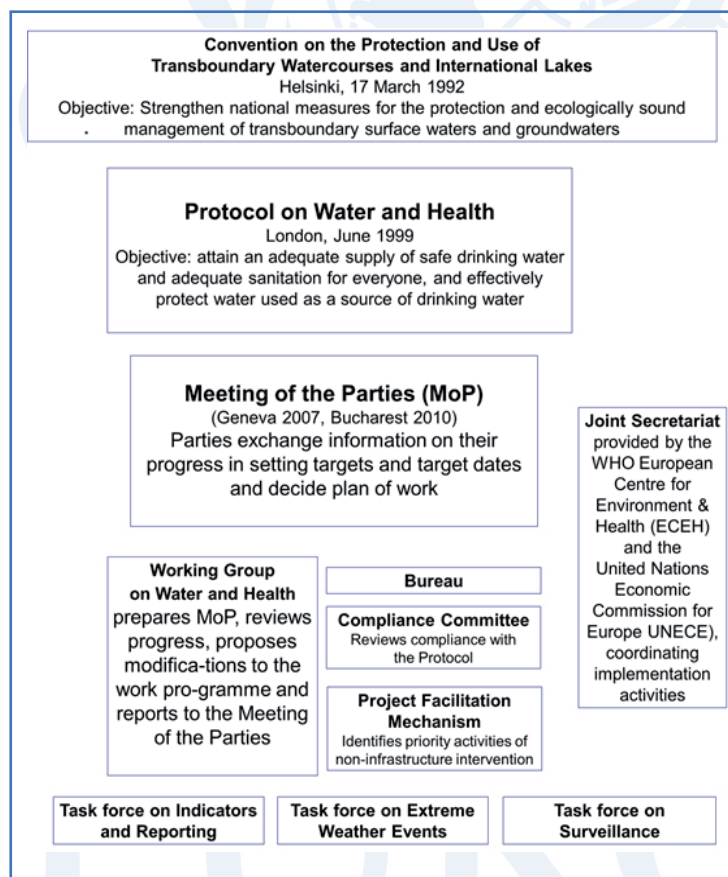 Convention on the Protection and Use of
Transboundary Watercourses and International Lakes
Helsinki, 17 March 1992
Objective: Strengthen national measures for the protection and ecologically sound
. management of transboundary surface waters and groundwaters
Protocol on Water and Health
London, June 1999
Objective: attain an adequate supply of safe drinking water
and adequate sanitation for everyone, and effectively
protect water used as a source of drinking water
Meeting of the Parties (MoP)
(Geneva 2007, Bucharest 2010)
Parties exchange information on their
progress in setting targets and target dates
and decide plan of work
Joint Secretariat
provided by the
WHO European
Centre for
Environment &
Health (ECEH)
and the
United Nations
Economic
Commission for
Europe UNECE),
coordinating
implementation
activities
Working Group
on Water and Health
prepares MoP, reviews
progress, proposes
modifica-tions to the
work pro-gramme and
reports to the Meeting
of the Parties
Bureau
Compliance Committee
Reviews compliance with
the Protocol
Project Facilitation
Mechanism
Identifies priority activities of
non-infrastructure intervention
Task force on Indicators
and Reporting
Task force on Extreme
Weather Events
Task force on
Surveillance